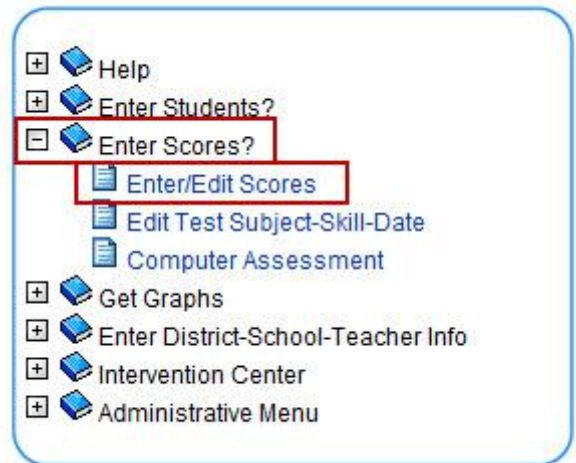 Help
Enter Students?
Enter Scores?
Enter/Edit Scores
Edit Test Subject-Skill-Date
Computer Assessment
Get Graphs
Enter District-School-Teacher Info
Intervention Center
Administrative Menu